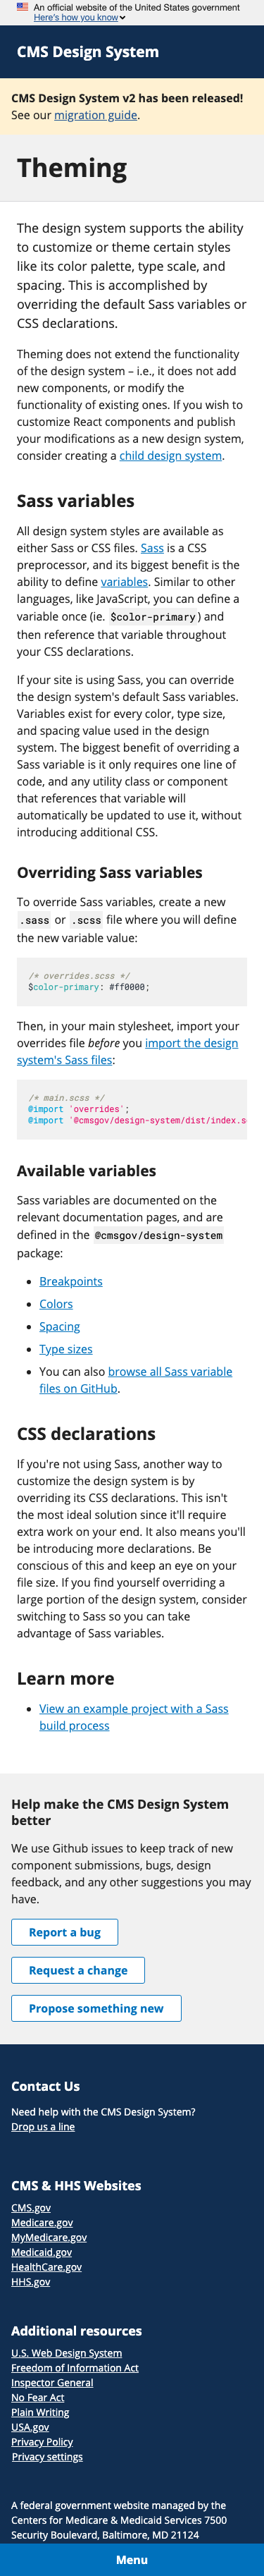 An official website of the United States government
Here's how you know
CMS Design System
CMS Design System v2 has been released!
See our migration guide.
Theming
The design system supports the ability
to customize or theme certain styles
like its color palette, type scale, and
spacing. This is accomplished by
overriding the default Sass variables or
CSS declarations.
Theming does not extend the functionality
of the design system – i.e., it does not add
new components, or modify the
functionality of existing ones. If you wish to
customize React components and publish
your modifications as a new design system,
consider creating a child design system.
Sass variables
All design system styles are available as
either Sass or CSS files. Sass is a CSS
preprocessor, and its biggest benefit is the
ability to define variables. Similar to other
languages, like JavaScript, you can define a
variable once (ie. $color-primary) and
then reference that variable throughout
your CSS declarations.
If your site is using Sass, you can override
the design system's default Sass variables.
Variables exist for every color, type size,
and spacing value used in the design
system. The biggest benefit of overriding a
Sass variable is it only requires one line of
code, and any utility class or component
that references that variable will
automatically be updated to use it, without
introducing additional CSS.
Overriding Sass variables
To override Sass variables, create a new
.sass or .scss file where you will define
the new variable value:
/* overrides.scss */
$color-primary: #ff0000;
Then, in your main stylesheet, import your
overrides file before you import the design
system's Sass files:
/* main.scss */
@import 'overrides';
@import '@cmsgov/design-system/dist/index.s
Available variables
Sass variables are documented on the
relevant documentation pages, and are
defined in the @cmsgov/design-system
package:
Breakpoints
Colors
Spacing
Type sizes
You can also browse all Sass variable
files on GitHub.
CSS declarations
If you're not using Sass, another way to
customize the design system is by
overriding its CSS declarations. This isn't
the most ideal solution since it'll require
extra work on your end. It also means you'll
be introducing more declarations. Be
conscious of this and keep an eye on your
file size. If you find yourself overriding a
large portion of the design system, consider
switching to Sass so you can take
advantage of Sass variables.
Learn more
View an example project with a Sass
build process
Help make the CMS Design System
better
We use Github issues to keep track of new
component submissions, bugs, design
feedback, and any other suggestions you may
have.
Report a bug
Request a change
Propose something new
Contact Us
Need help with the CMS Design System?
Drop us a line
CMS & HHS Websites
CMS.gov
Medicare.gov
MyMedicare.gov
Medicaid.gov
HealthCare.gov
HHS.gov
Additional resources
U.S. Web Design System
Freedom of Information Act
Inspector General
No Fear Act
Plain Writing
USA.gov
Privacy Policy
Privacy settings
A federal government website managed by the
Centers for Medicare & Medicaid Services 7500
Security Boulevard, Baltimore, MD 21124
Menu